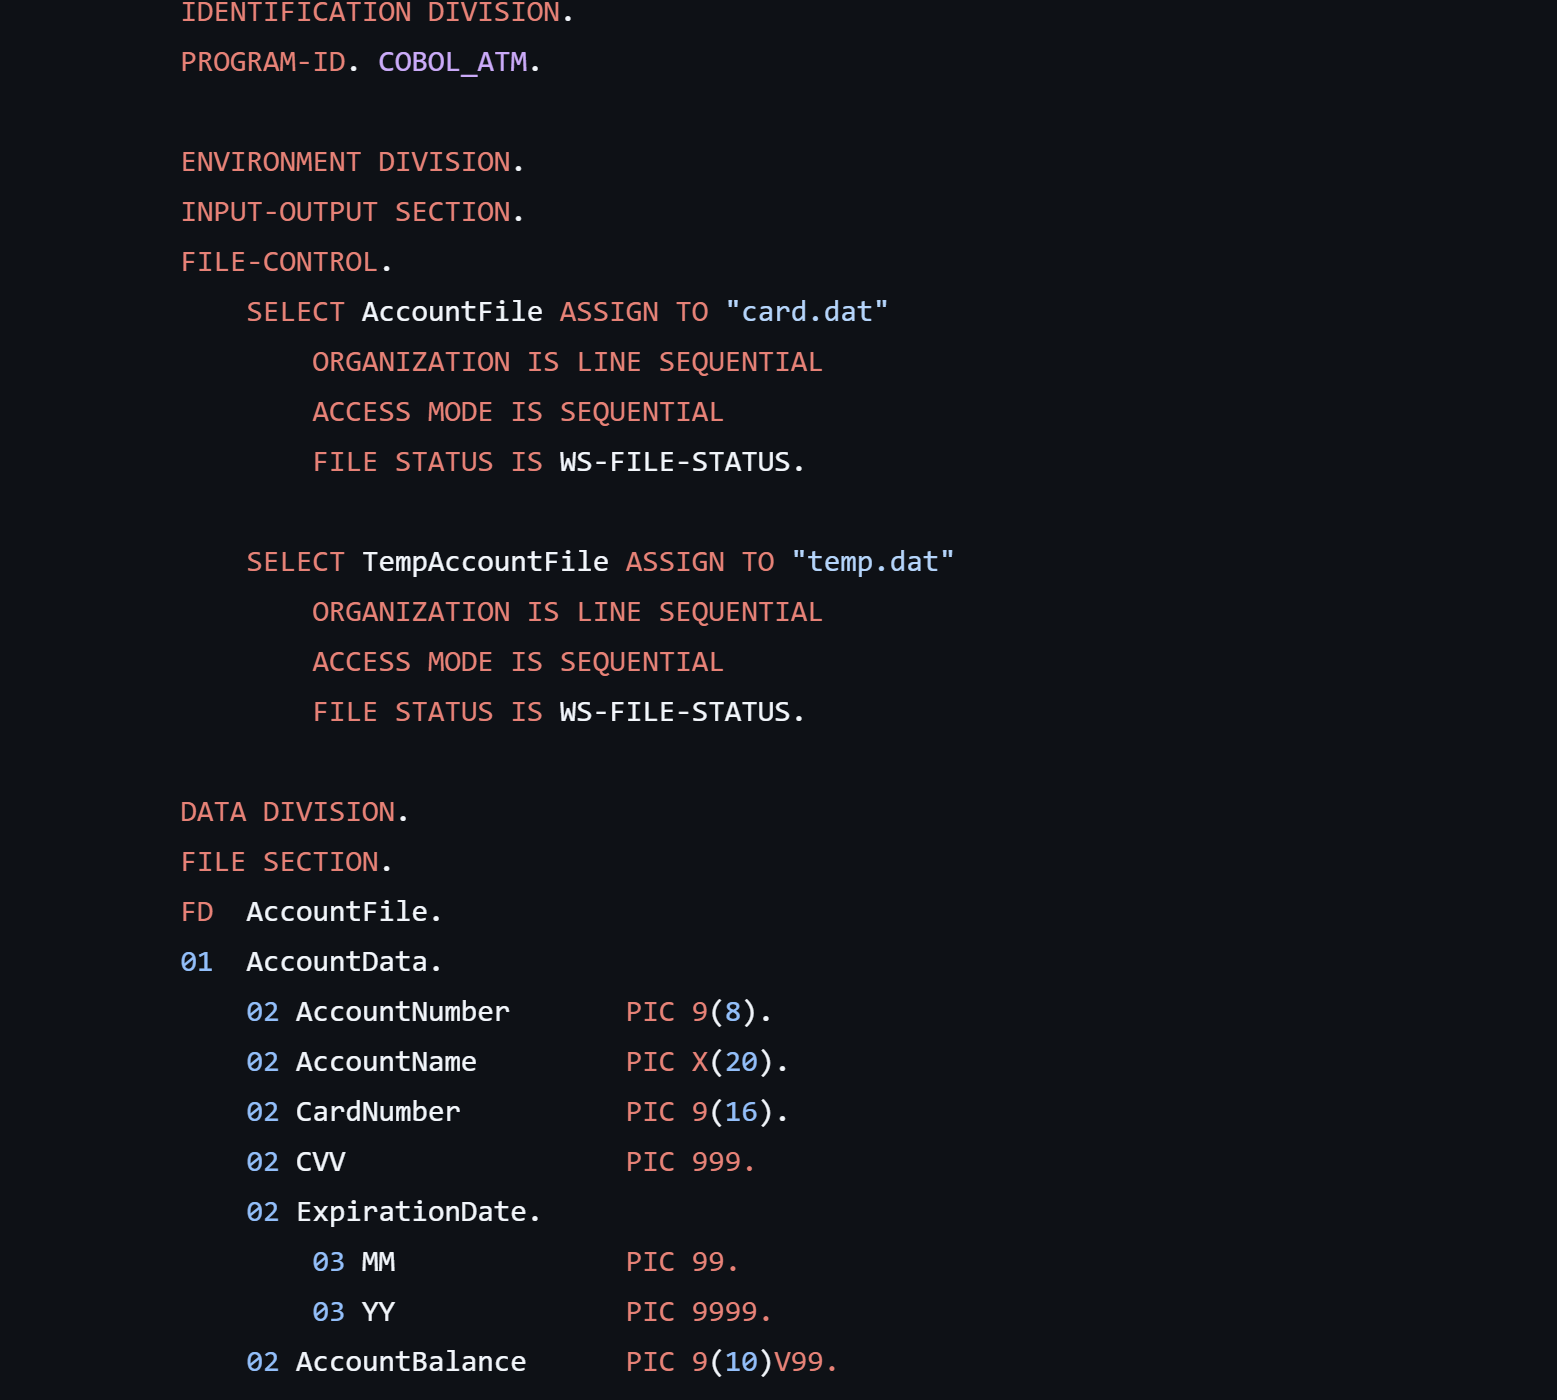 IDENTIFICATION DIVISION.
PROGRAM-ID. COBOL_ATM.
ENVIRONMENT DIVISION.
INPUT-OUTPUT SECTION.
FILE-CONTROL.
SELECT AccountFile ASSIGN TO "card.dat"
ORGANIZATION IS LINE SEQUENTIAL
ACCESS MODE IS SEQUENTIAL
FILE STATUS IS WS-FILE-STATUS.
SELECT TempAccountFile ASSIGN TO "temp.dat"
ORGANIZATION IS LINE SEQUENTIAL
ACCESS MODE IS SEQUENTIAL
FILE STATUS IS WS-FILE-STATUS.
DATA DIVISION.
FILE SECTION.
FD  AccountFile.
01  AccountData.
02 AccountNumber       PIC 9(8).
02 AccountName         PIC X(20).
02 CardNumber          PIC 9(16).
02 CVV                 PIC 999.
02 ExpirationDate.
03 MM              PIC 99.
03 YY              PIC 9999.
02 AccountBalance      PIC 9(10)V99.